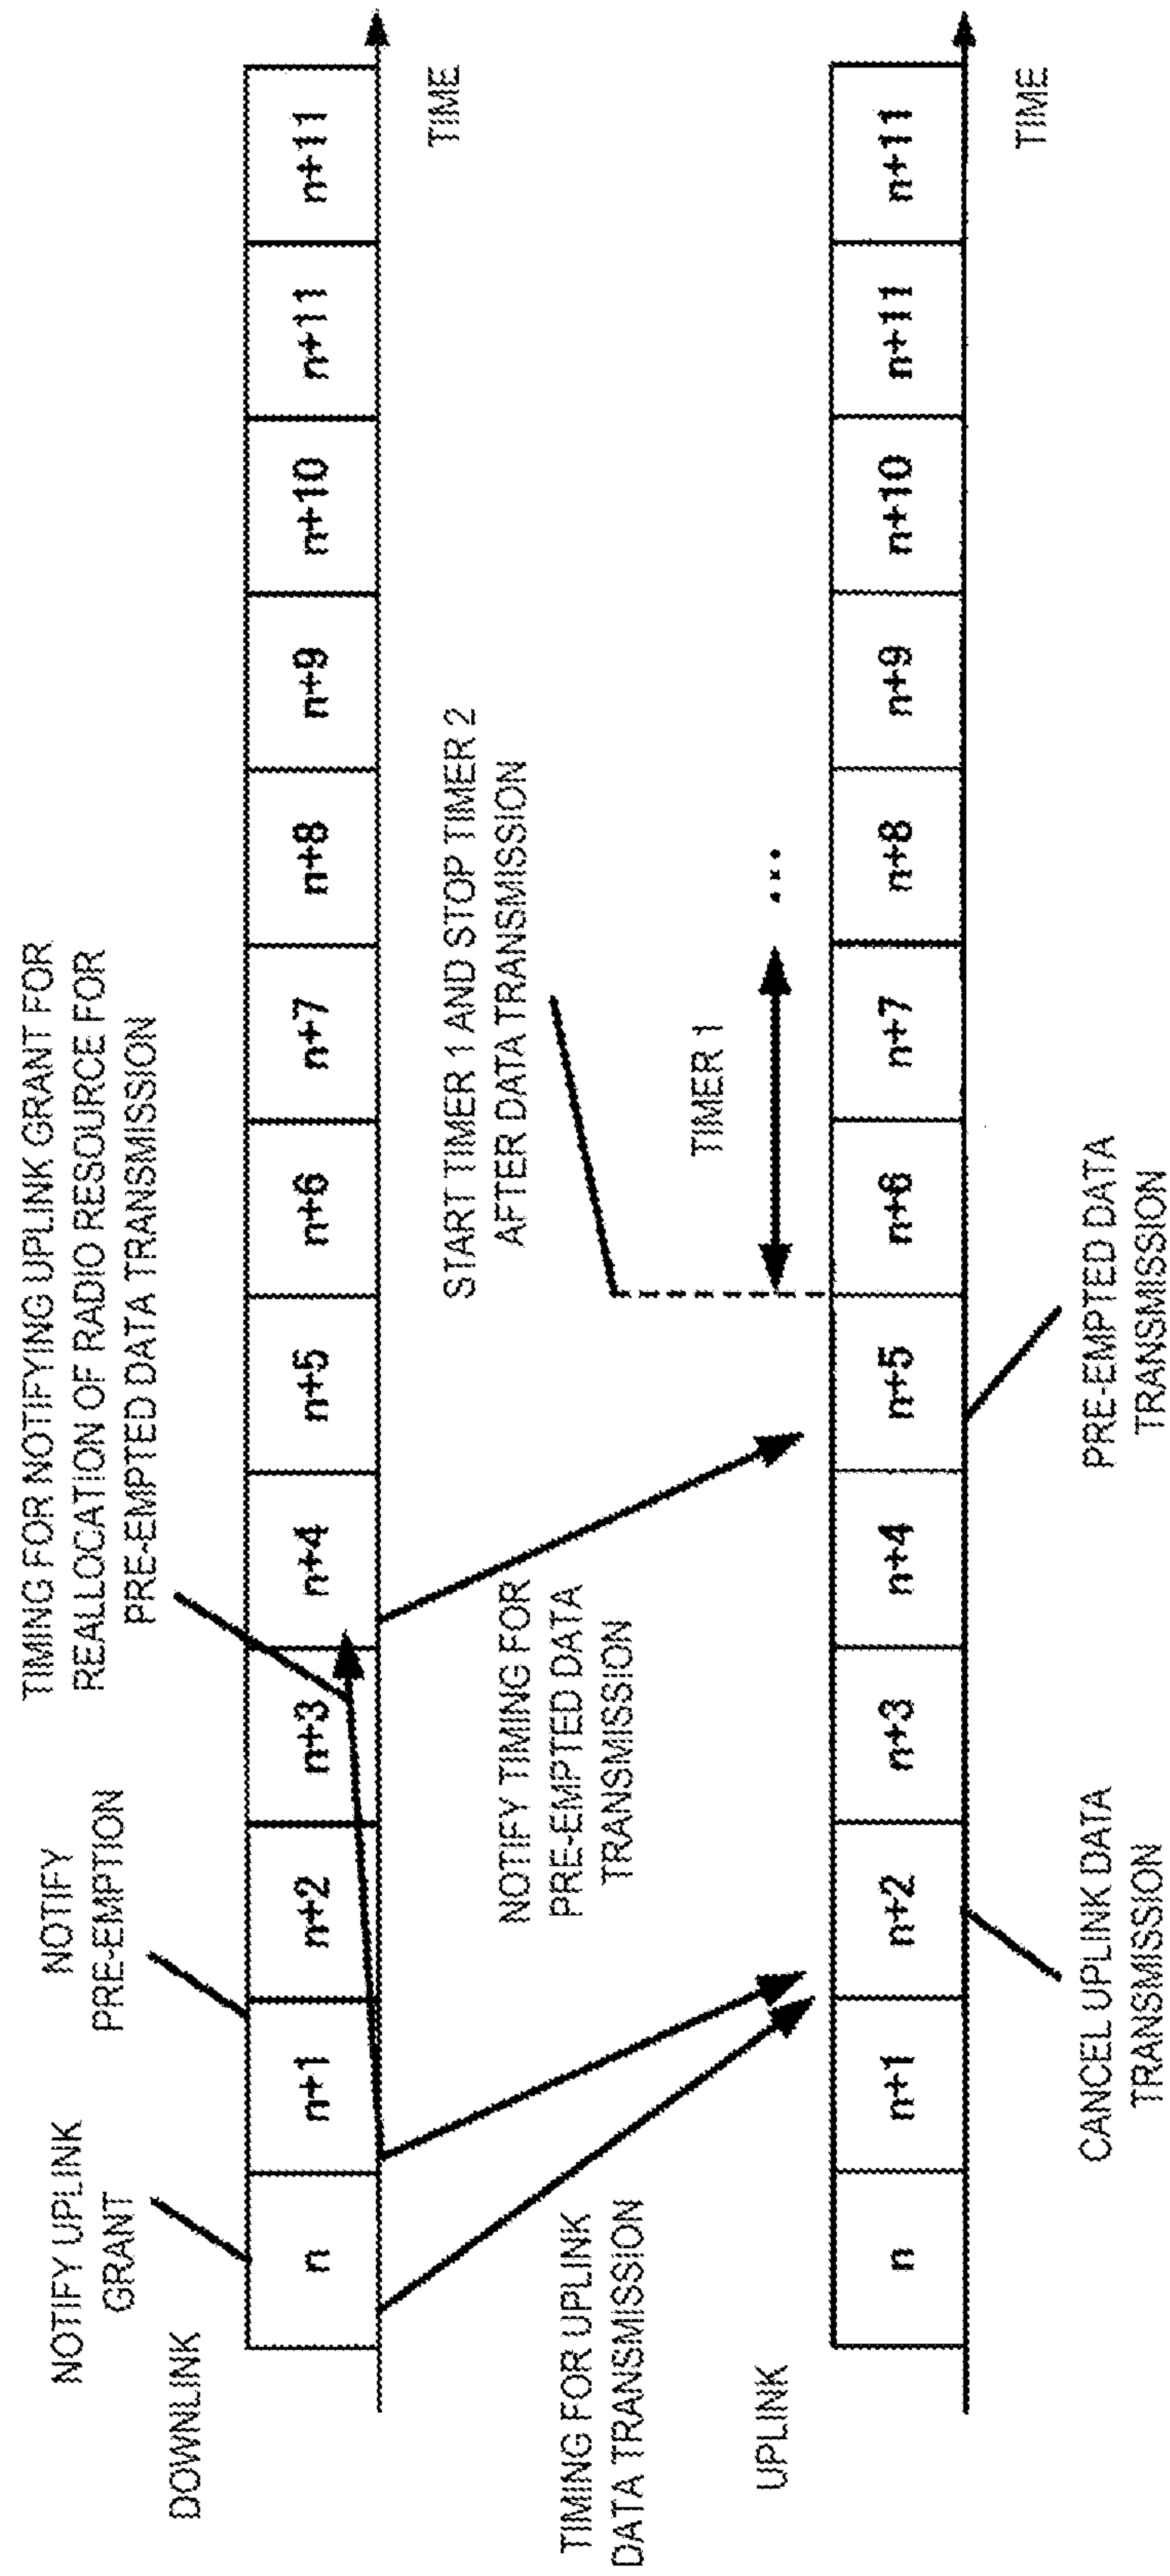 TIMING FOR NOTIFYING UPLINK GRANT FOR
REALLOCATION OF RADIO RESOURCE FOR
PRE-EMPTED DATA TRANSMISSION
NOTIFY
PRE-EMPTION
NOTIFY UPLINK
GRANT
DOWNLINK
n n+1 n+2 n+3 n+4 n+5 n+6 n+7 n+8 n+9 n+10 n+11 n+11
TIME
START TIMER 1 AND STOP TIMER 2
AFTER DATA TRANSMISSION
NOTIFY TIMING FOR
PRE-EMPTED DATA
TRANSMISSION
TIMING FOR UPLINK
DATA TRANSMISSION
TIMER 1
...
UPLINK
n n+1 n+2 n+3 n+4 n+5 n+6 n+7 n+8 n+9 n+10 n+11 n+11
TIME
CANCEL UPLINK DATA
TRANSMISSION
PRE-EMPTED DATA
TRANSMISSION